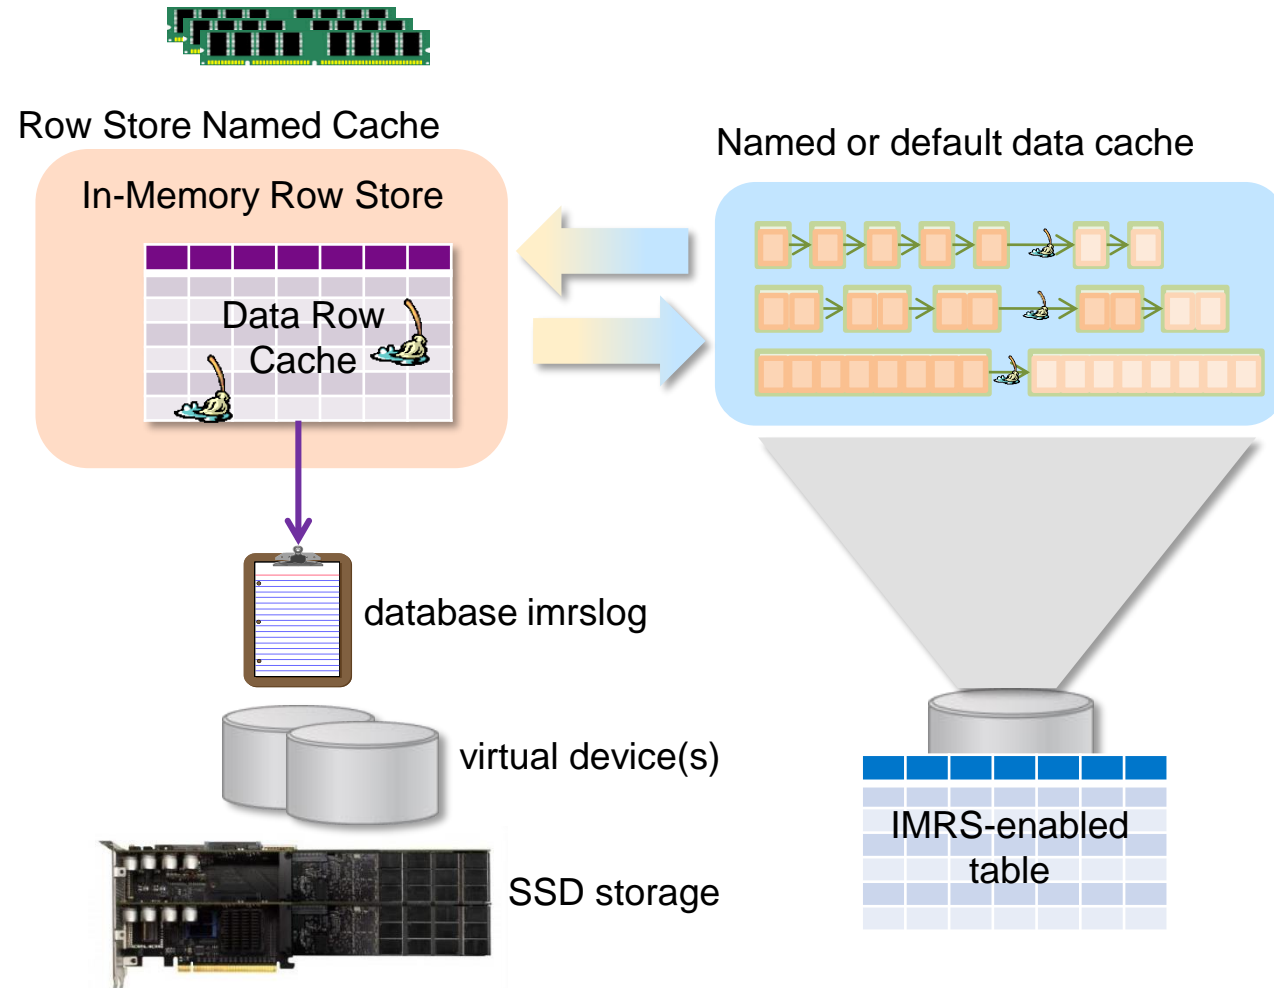 Row Store Named Cache
Named or default data cache
In-Memory Row Store
Data Row
Cache
database imrslog
virtual device(s)
SSD storage
IMRS-enabled
table